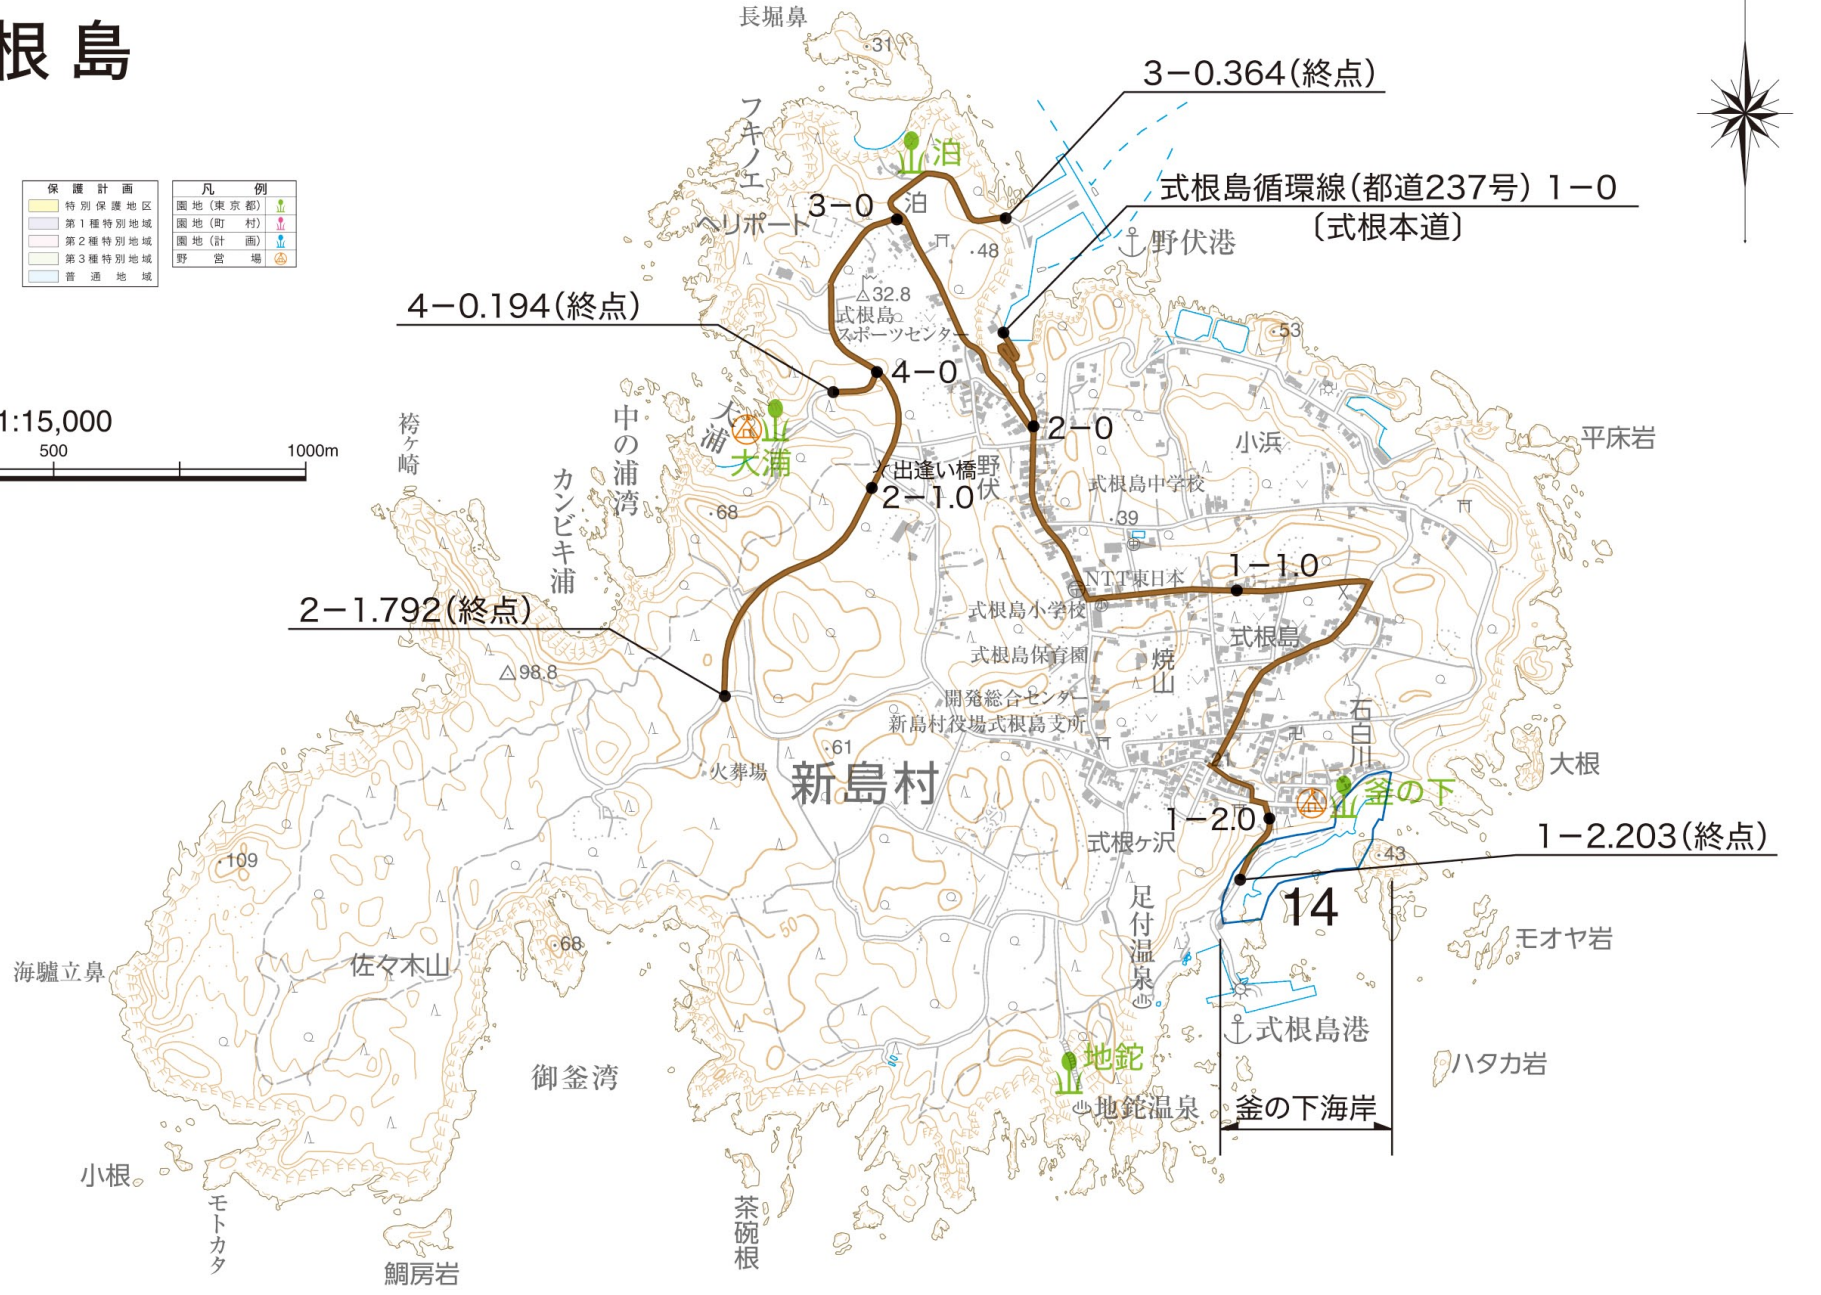 根島
長堀鼻
31
3−0.364(終点)
フキノエ
泊
式根島循環線(都道237号) 1−0
〔式根本道〕
3−0
泊
ヘリポート
野伏港
48
保護計画
特別保護地区
第1種特別地域
第2種特別地域
第3種特別地域
普通地域
凡例
園地(東京都)
園地(町村)
園地(計画)
野営場
4−0.194(終点)
32.8
式根島
スポーツセンター
53
4−0
1:15,000
500
1000m
袴ヶ崎
中の浦湾
大浦
大浦
2−0
小浜
平床岩
カンビキ浦
出逢い橋
野伏
2−1.0
式根島中学校
68
39
1−1.0
NTT東日本
2−1.792(終点)
式根島小学校
式根島
式根島保育園
焼山
98.8
開発総合センター
新島村役場式根島支所
石白川
61
火葬場
新島村
21
大根
釜の下
1−2.0
式根ヶ沢
1−2.203(終点)
43
109
足付温泉
14
50
68
モオヤ岩
佐々木山
海驢立鼻
式根島港
地鉈
ハタカ岩
御釜湾
地鉈温泉
釜の下海岸
小根
モトカタ
茶碗根
鯛房岩